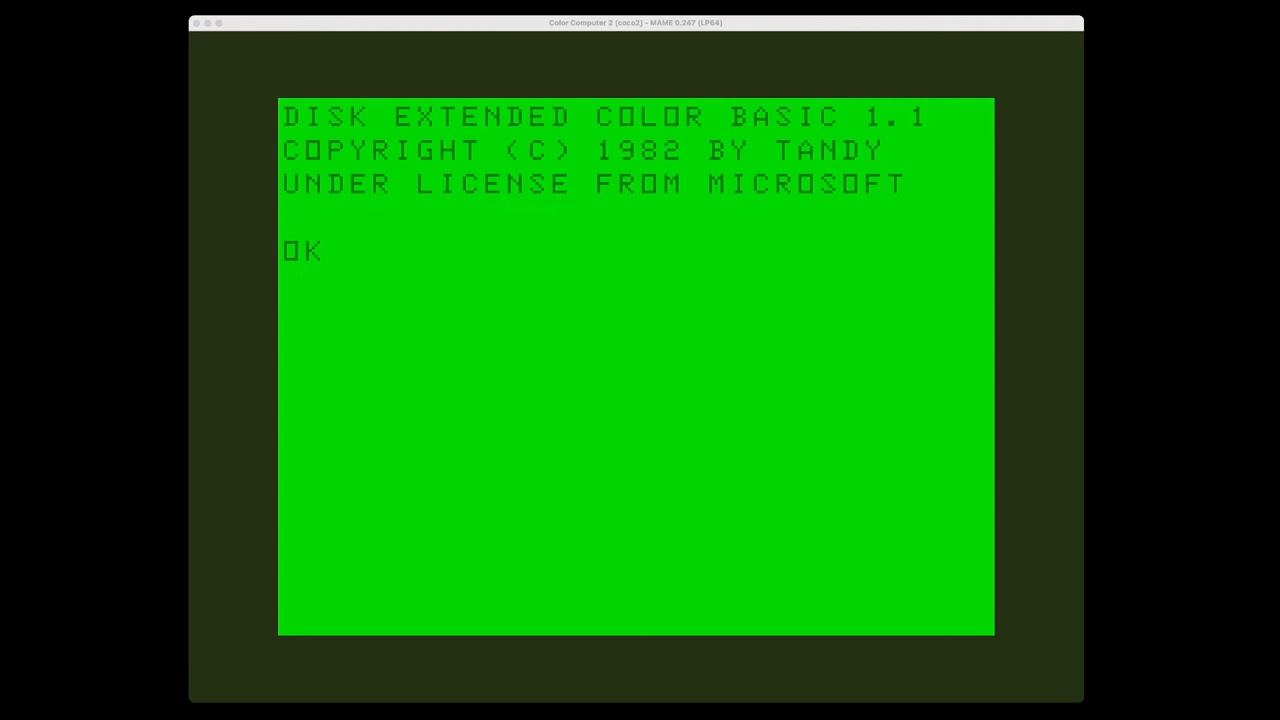 Color Computer 2 [coco2] - MAME 0.247 (LP64)
DISK EXTENDED COLOR BASIC 1.1
COPYRIGHT (C) 1982 BY TANDY
UNDER LICENSE FROM MICROSOFT
OK